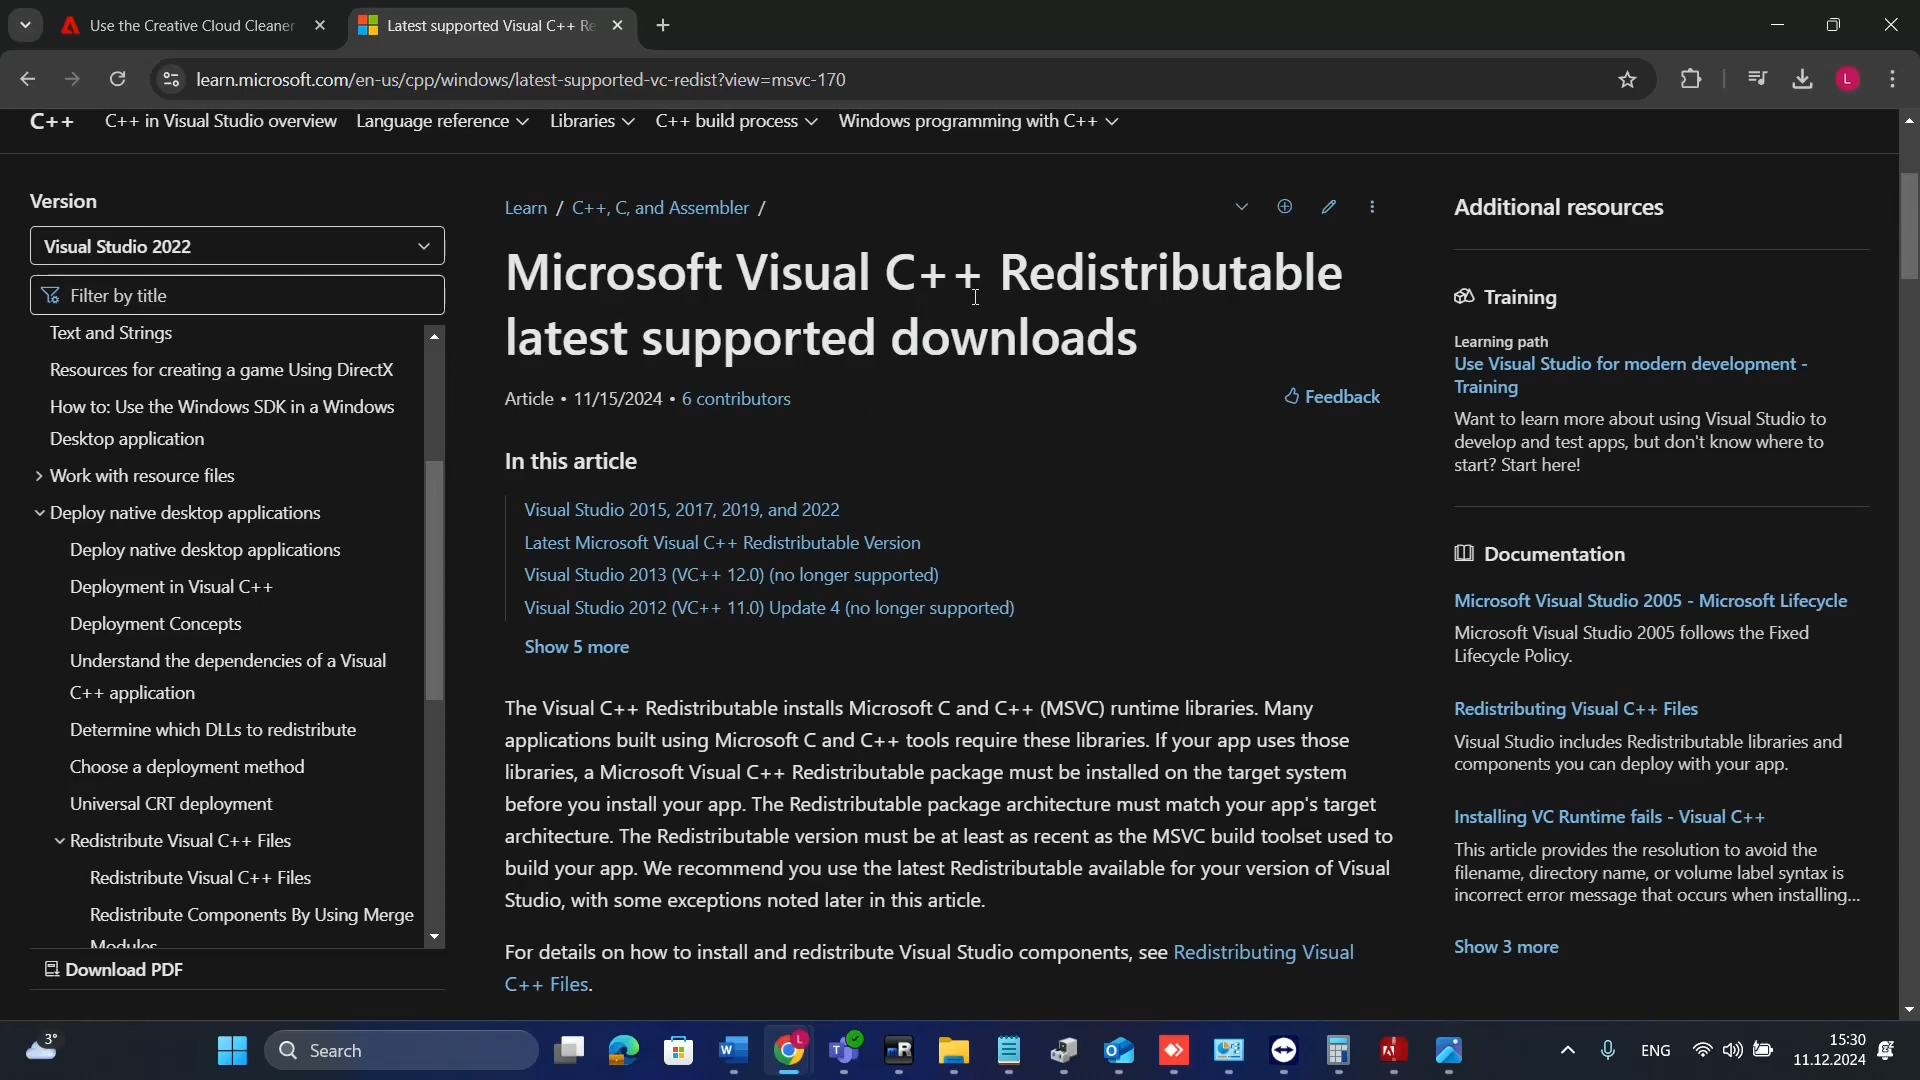 Use the Creative Cloud Cleaner
Latest supported Visual C++ Re
learn.microsoft.com/en-us/cpp/windows/latest-supported-vc-redist?view=msvc-170
L
C++ C++ in Visual Studio overview Language reference Libraries C++ build process Windows programming with C++
Version
Visual Studio 2022
Filter by title
Text and Strings
Resources for creating a game Using DirectX
How to: Use the Windows SDK in a Windows
Desktop application
Work with resource files
Deploy native desktop applications
Deploy native desktop applications
Deployment in Visual C++
Deployment Concepts
Understand the dependencies of a Visual
C++ application
Determine which DLLs to redistribute
Choose a deployment method
Universal CRT deployment
Redistribute Visual C++ Files
Redistribute Visual C++ Files
Redistribute Components By Using Merge
Modules
Download PDF
Learn / C++, C, and Assembler /
Microsoft Visual C++ Redistributable
latest supported downloads
Article • 11/15/2024 • 6 contributors
Feedback
In this article
Visual Studio 2015, 2017, 2019, and 2022
Latest Microsoft Visual C++ Redistributable Version
Visual Studio 2013 (VC++ 12.0) (no longer supported)
Visual Studio 2012 (VC++ 11.0) Update 4 (no longer supported)
Show 5 more
The Visual C++ Redistributable installs Microsoft C and C++ (MSVC) runtime libraries. Many
applications built using Microsoft C and C++ tools require these libraries. If your app uses those
libraries, a Microsoft Visual C++ Redistributable package must be installed on the target system
before you install your app. The Redistributable package architecture must match your app's target
architecture. The Redistributable version must be at least as recent as the MSVC build toolset used to
build your app. We recommend you use the latest Redistributable available for your version of Visual
Studio, with some exceptions noted later in this article.
For details on how to install and redistribute Visual Studio components, see Redistributing Visual
C++ Files.
Additional resources
Training
Learning path
Use Visual Studio for modern development -
Training
Want to learn more about using Visual Studio to
develop and test apps, but don't know where to
start? Start here!
Documentation
Microsoft Visual Studio 2005 - Microsoft Lifecycle
Microsoft Visual Studio 2005 follows the Fixed
Lifecycle Policy.
Redistributing Visual C++ Files
Visual Studio includes Redistributable libraries and
components you can deploy with your app.
Installing VC Runtime fails - Visual C++
This article provides the resolution to avoid the
filename, directory name, or volume label syntax is
incorrect error message that occurs when installing...
Show 3 more
3°
Search
ENG
15:30
11.12.2024